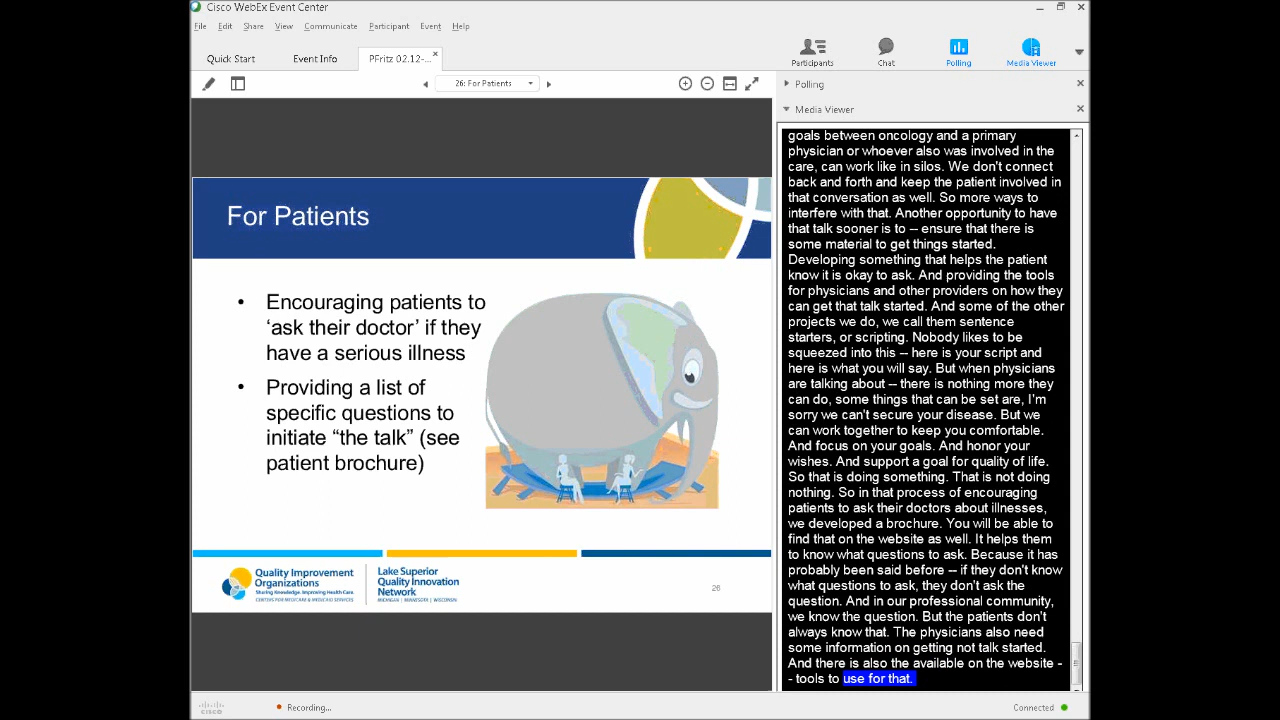 Cisco WebEx Event Center
File Edit Share View Communicate Participant Event Help
Quick Start Event Info PFritz 02.12-...
Participants Chat Polling Media Viewer
26: For Patients
Polling
Media Viewer
For Patients
• Encouraging patients to
‘ask their doctor’ if they
have a serious illness
• Providing a list of
specific questions to
initiate “the talk” (see
patient brochure)
Quality Improvement
Organizations
Sharing Knowledge. Improving Health Care.
CENTERS FOR MEDICARE & MEDICAID SERVICES
Lake Superior
Quality Innovation
Network
MICHIGAN | MINNESOTA | WISCONSIN
26
goals between oncology and a primary
physician or whoever also was involved in the
care, can work like in silos. We don't connect
back and forth and keep the patient involved in
that conversation as well. So more ways to
interfere with that. Another opportunity to have
that talk sooner is to -- ensure that there is
some material to get things started.
Developing something that helps the patient
know it is okay to ask. And providing the tools
for physicians and other providers on how they
can get that talk started. And some of the other
projects we do, we call them sentence
starters, or scripting. Nobody likes to be
squeezed into this -- here is your script and
here is what you will say. But when physicians
are talking about -- there is nothing more they
can do, some things that can be set are, I'm
sorry we can't secure your disease. But we
can work together to keep you comfortable.
And focus on your goals. And honor your
wishes. And support a goal for quality of life.
So that is doing something. That is not doing
nothing. So in that process of encouraging
patients to ask their doctors about illnesses,
we developed a brochure. You will be able to
find that on the website as well. It helps them
to know what questions to ask. Because it has
probably been said before -- if they don't know
what questions to ask, they don't ask the
question. And in our professional community,
we know the question. But the patients don't
always know that. The physicians also need
some information on getting not talk started.
And there is also the available on the website -
- tools to use for that.
cisco
Recording...
Connected